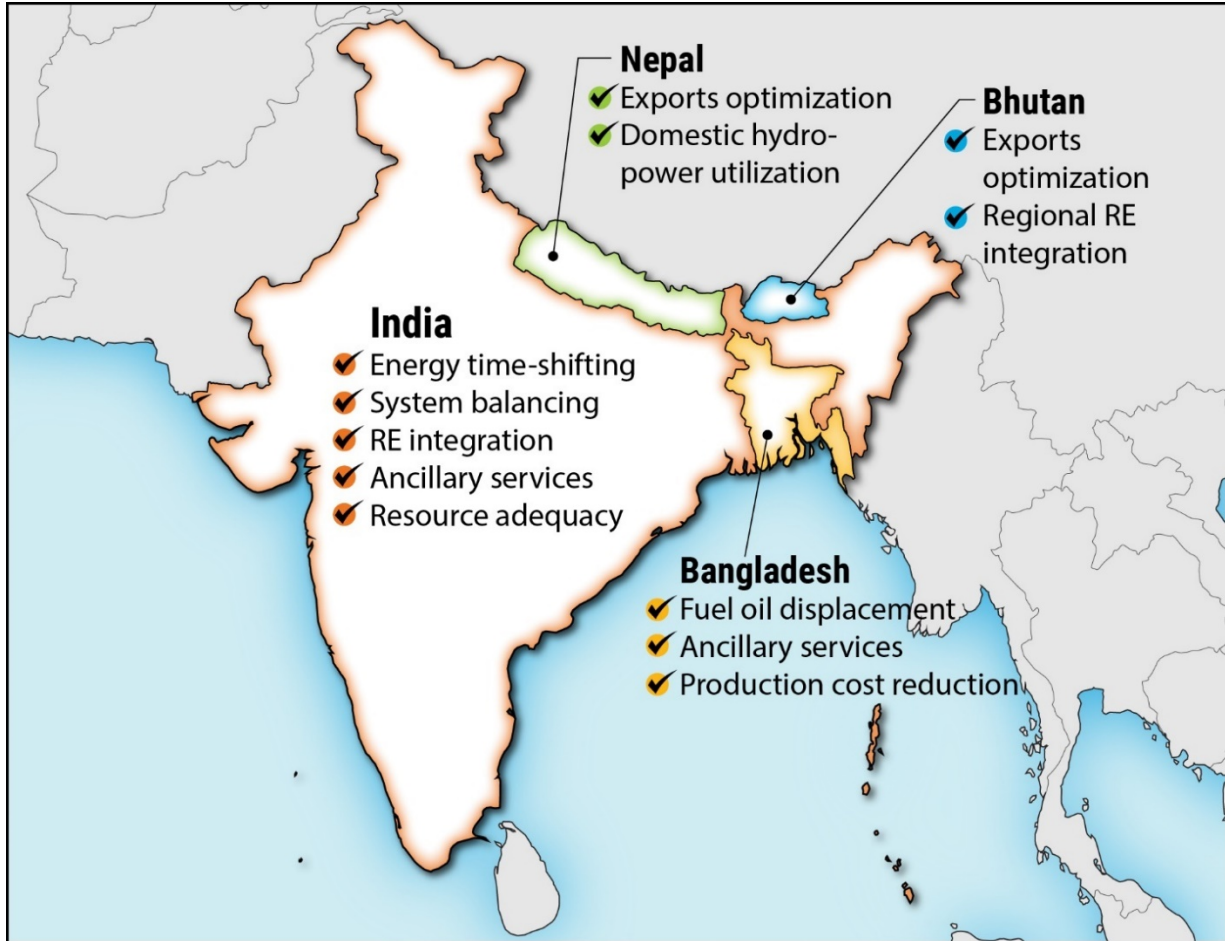 Nepal
Exports optimization
Domestic hydro-
power utilization
Bhutan
Exports
optimization
Regional RE
integration
India
Energy time-shifting
System balancing
RE integration
Ancillary services
Resource adequacy
Bangladesh
Fuel oil displacement
Ancillary services
Production cost reduction